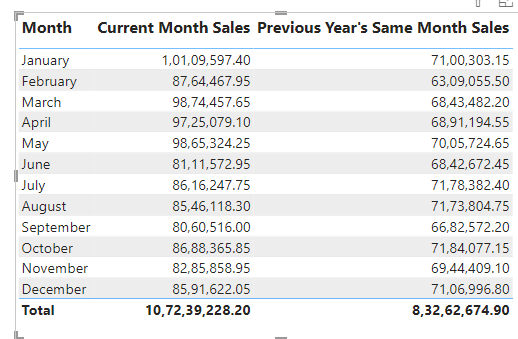 Month Current Month Sales Previous Year's Same Month Sales
January 1,01,09,597.40 71,00,303.15
February 87,64,467.95 63,09,055.50
March 98,74,457.65 68,43,482.20
April 97,25,079.10 68,91,194.55
May 98,65,324.25 70,05,724.65
June 81,11,572.95 68,42,672.45
July 86,16,247.75 71,78,382.40
August 85,46,118.30 71,73,804.75
September 80,60,516.00 66,82,572.20
October 86,88,365.85 71,84,077.15
November 82,85,858.95 69,44,409.10
December 85,91,622.05 71,06,996.80
Total 10,72,39,228.20 8,32,62,674.90